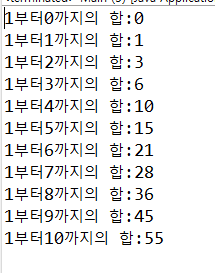 1부터0까지의 합:0
1부터1까지의 합:1
1부터2까지의 합:3
1부터3까지의 합:6
1부터4까지의 합:10
1부터5까지의 합:15
1부터6까지의 합:21
1부터7까지의 합:28
1부터8까지의 합:36
1부터9까지의 합:45
1부터10까지의 합:55